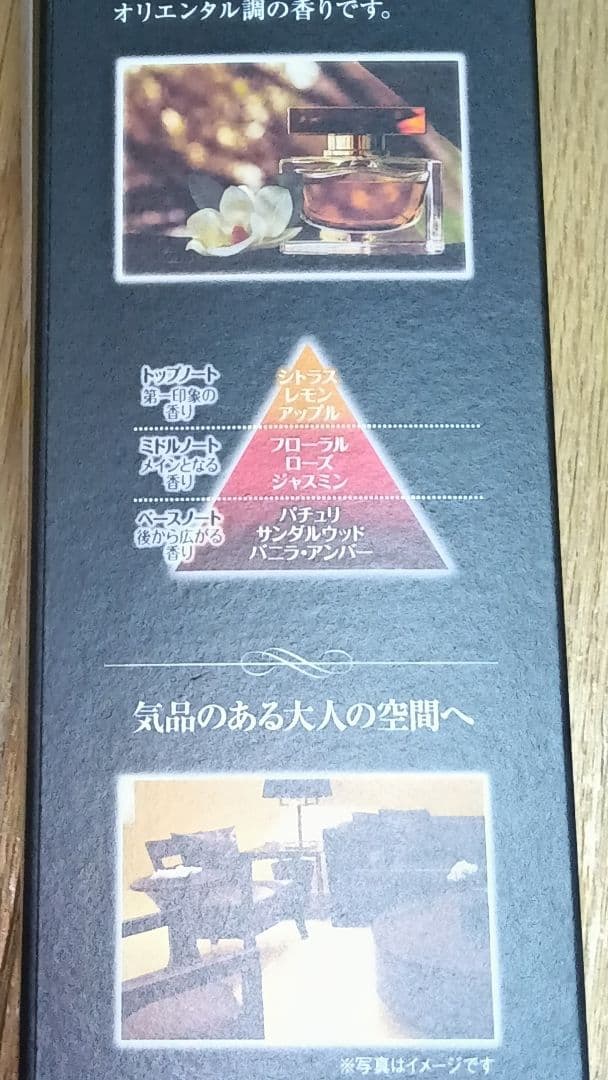 オリエンタル調の香りです。
トップノート
第一印象の
香り
シトラス
レモン
アップル
ミドルノート
メインとなる
香り
フローラル
ローズ
ジャスミン
ベースノート
後から広がる
香り
パチュリ
サンダルウッド
バニラ・アンバー
気品のある大人の空間へ
※写真はイメージです